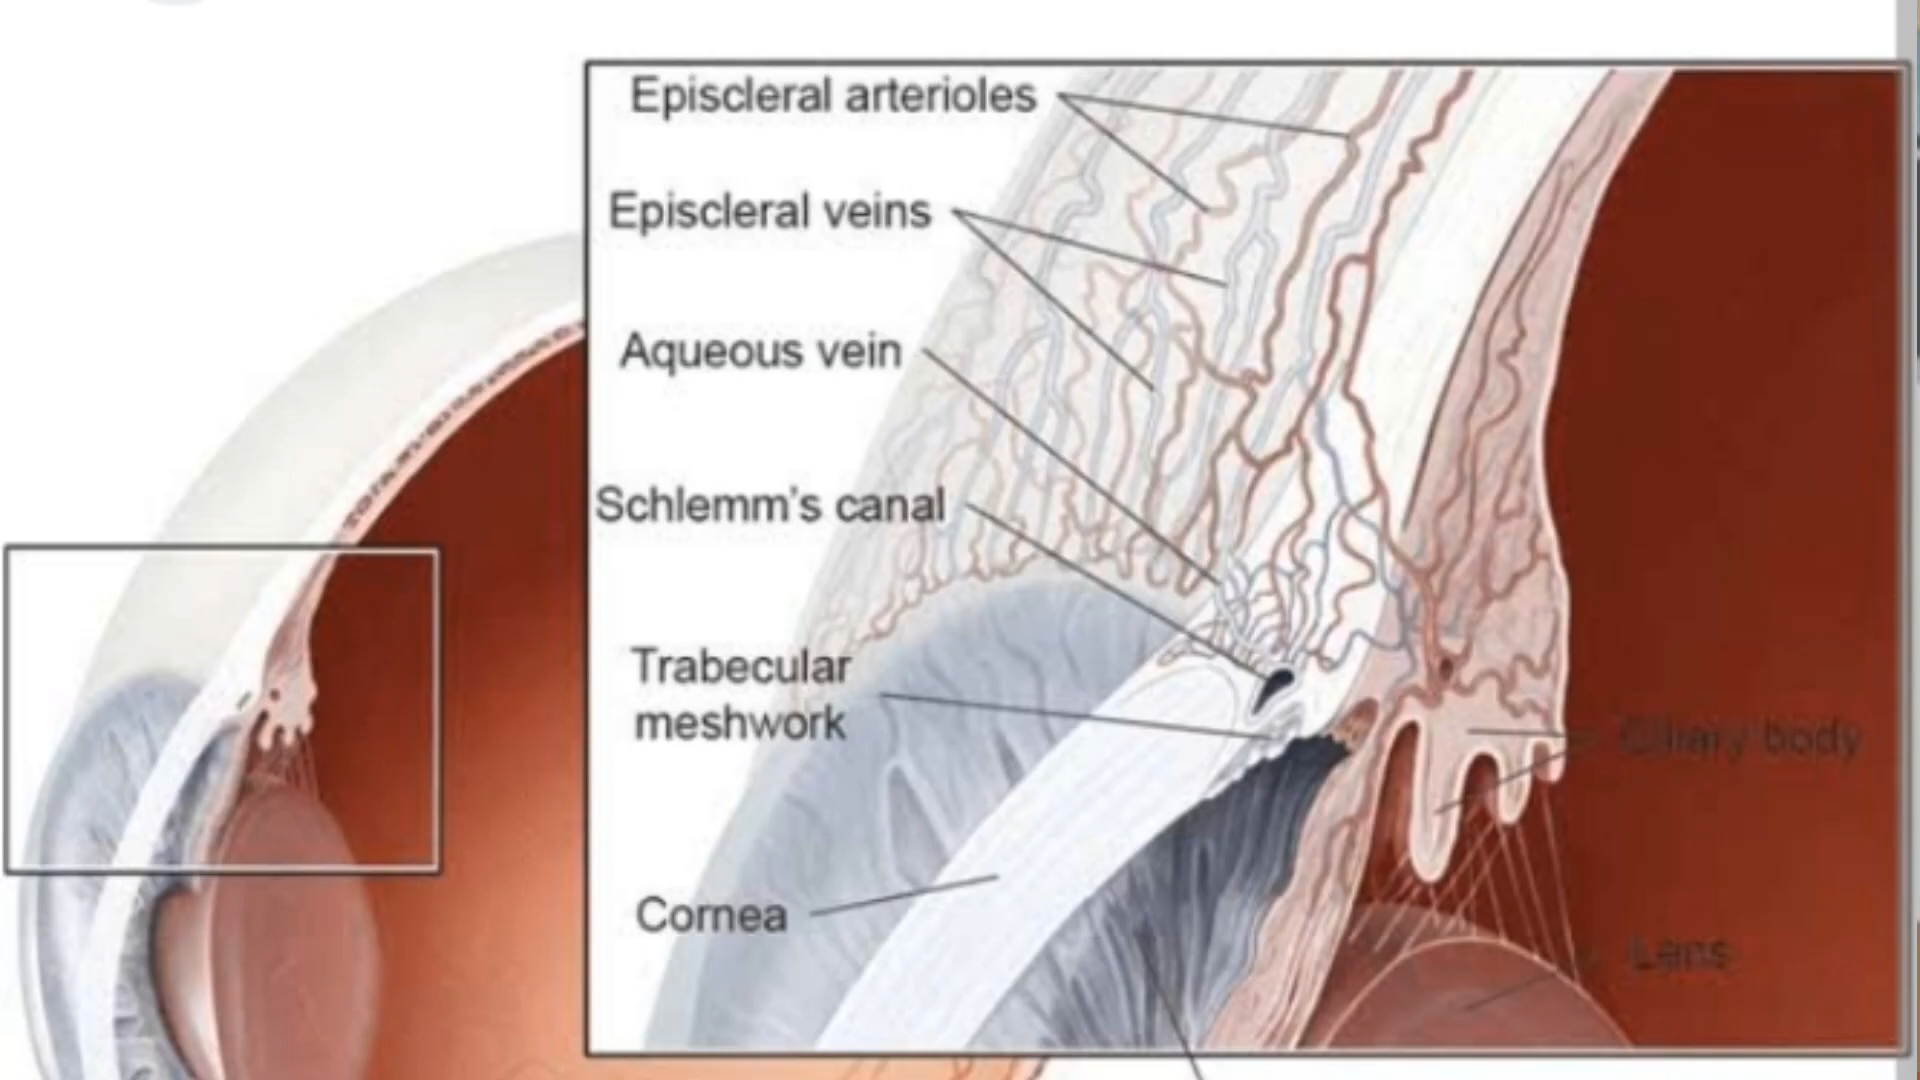 Episcleral arterioles
Episcleral veins
Aqueous vein
Schlemm’s canal
Trabecular
meshwork
Ciliary body
Cornea
Lens